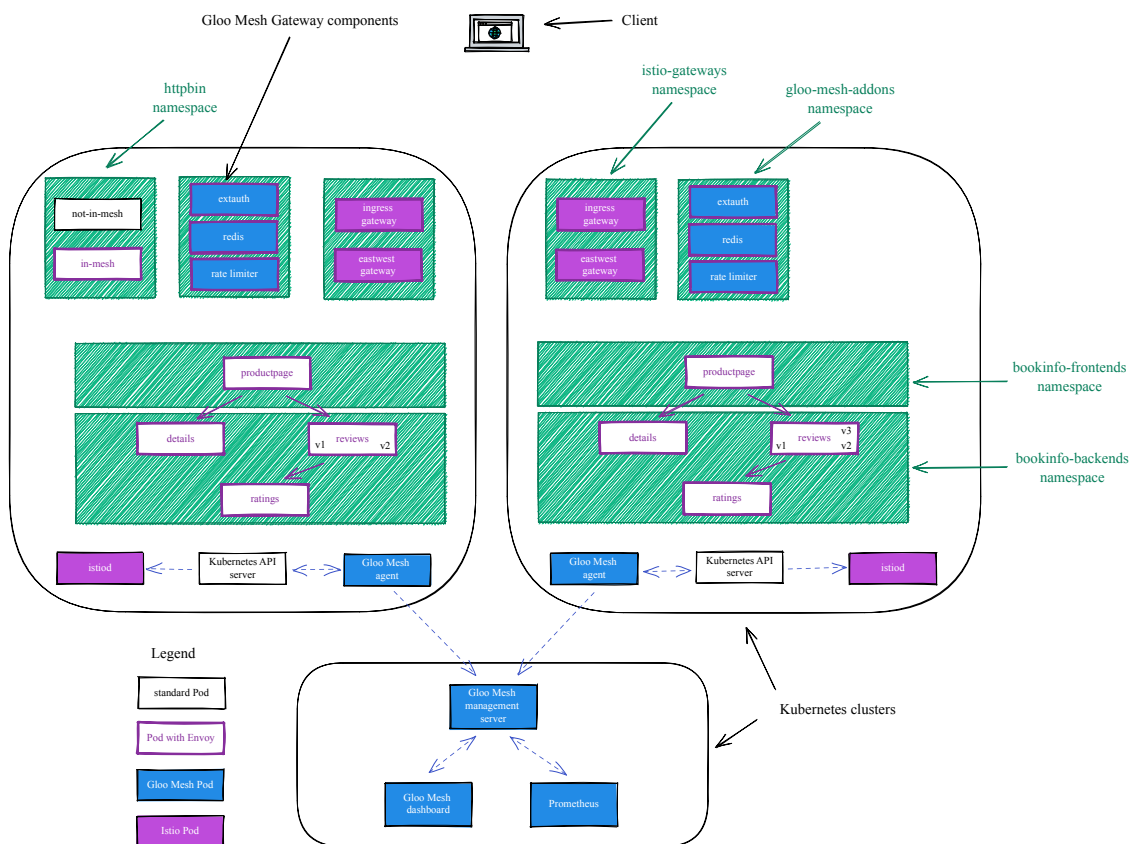 Gloo Mesh Gateway components
Client
httpbin
namespace
istio-gateways
namespace
gloo-mesh-addons
namespace
not-in-mesh
in-mesh
extauth
redis
rate limiter
ingress
gateway
eastwest
gateway
ingress
gateway
eastwest
gateway
extauth
redis
rate limiter
productpage
details
v1
reviews
v2
ratings
productpage
details
v1
reviews
v3
v2
ratings
bookinfo-frontends
namespace
bookinfo-backends
namespace
istiod
Kubernetes API
server
Gloo Mesh
agent
Gloo Mesh
agent
Kubernetes API
server
istiod
Legend
standard Pod
Pod with Envoy
Gloo Mesh Pod
Istio Pod
Gloo Mesh
management
server
Gloo Mesh
dashboard
Prometheus
Kubernetes clusters